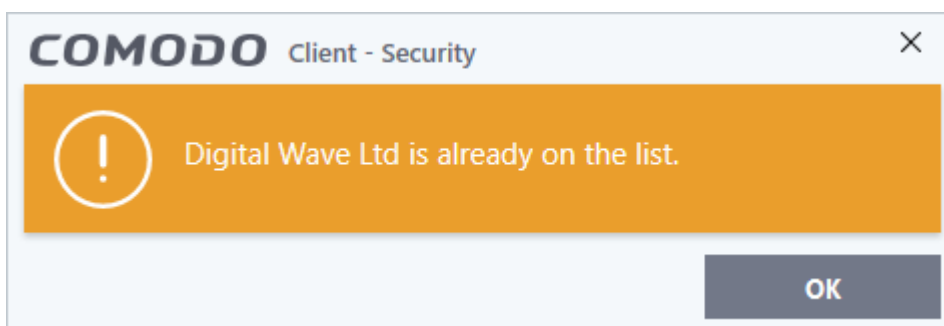 COMODO Client - Security
Digital Wave Ltd is already on the list.
OK